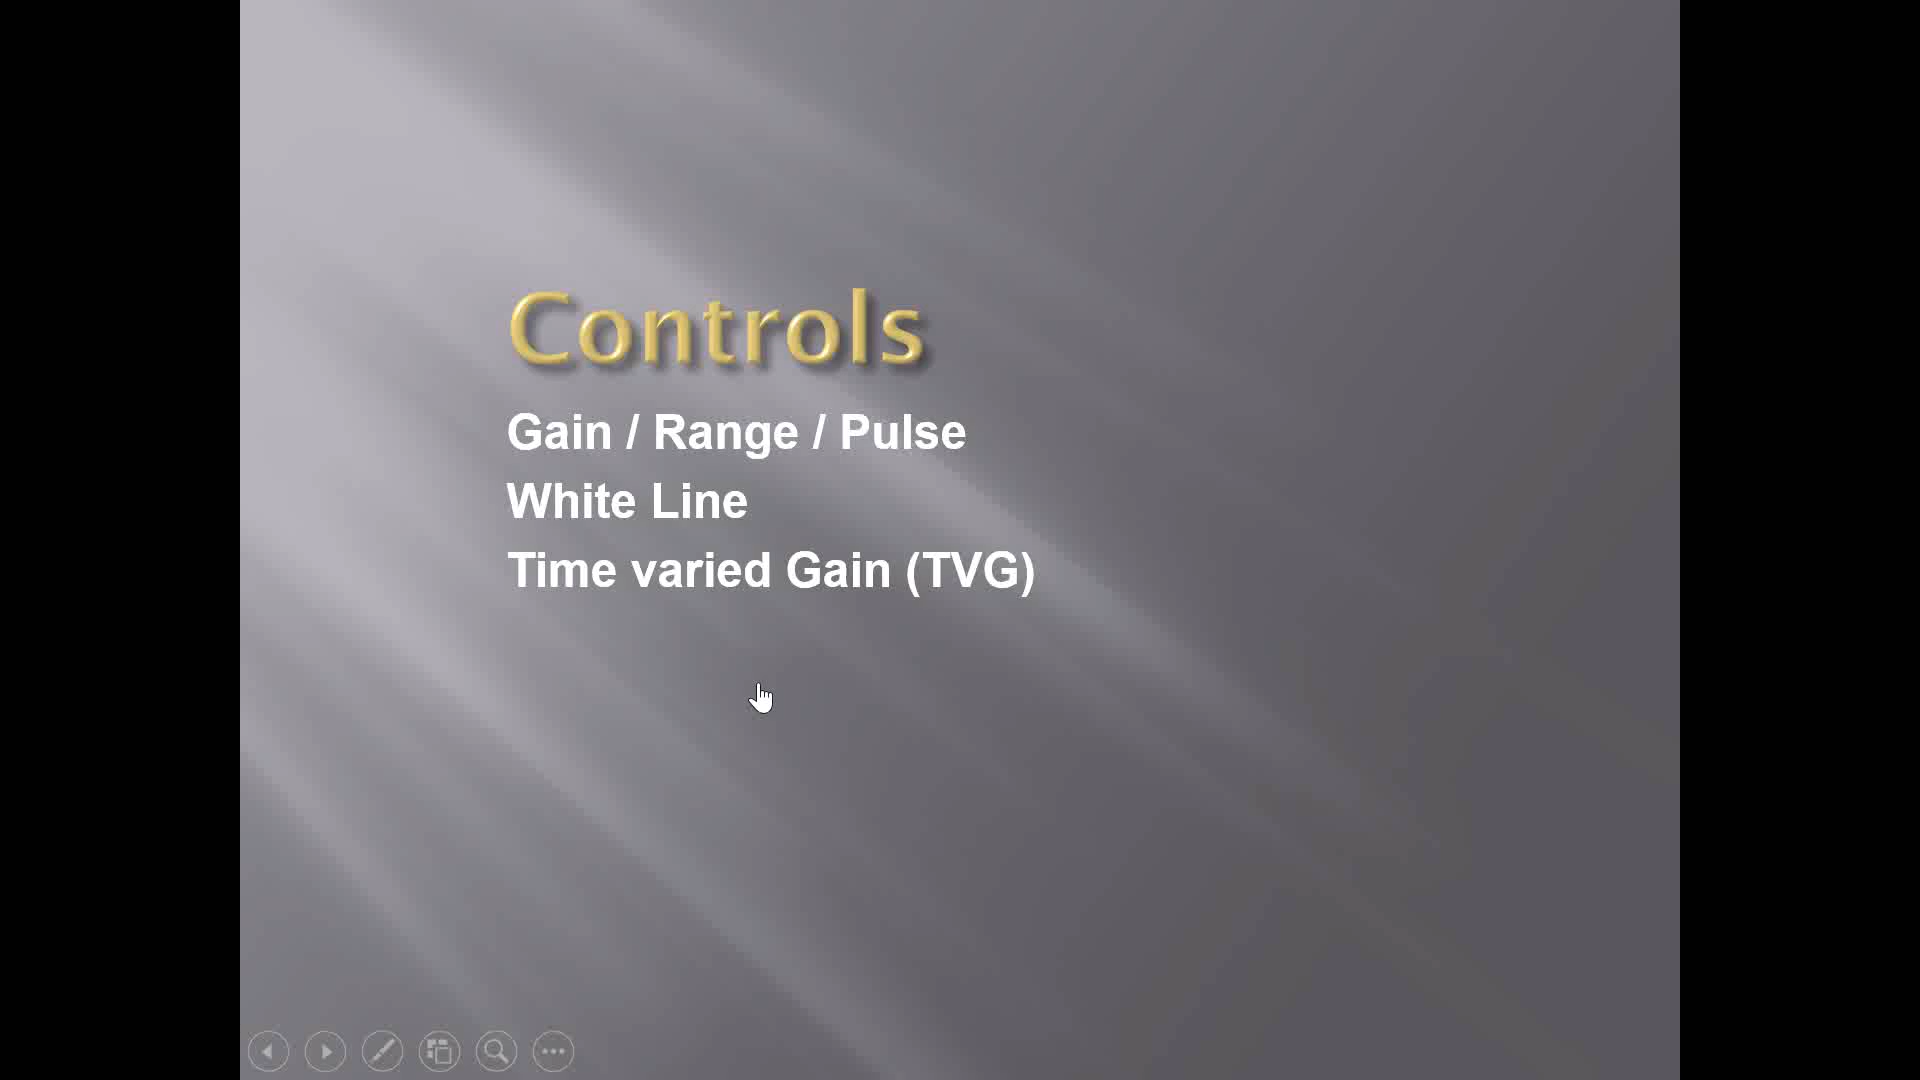 Controls
Gain / Range / Pulse
White Line
Time varied Gain (TVG)